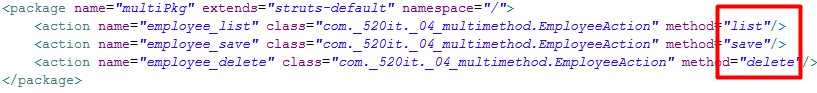 <package name="multiPkg" extends="struts-default" namespace="/">
<action name="employee_list" class="com._520it._04_multimethod.EmployeeAction" method="list"/>
<action name="employee_save" class="com._520it._04_multimethod.EmployeeAction" method="save"/>
<action name="employee_delete" class="com._520it._04_multimethod.EmployeeAction" method="delete"/>
</package>